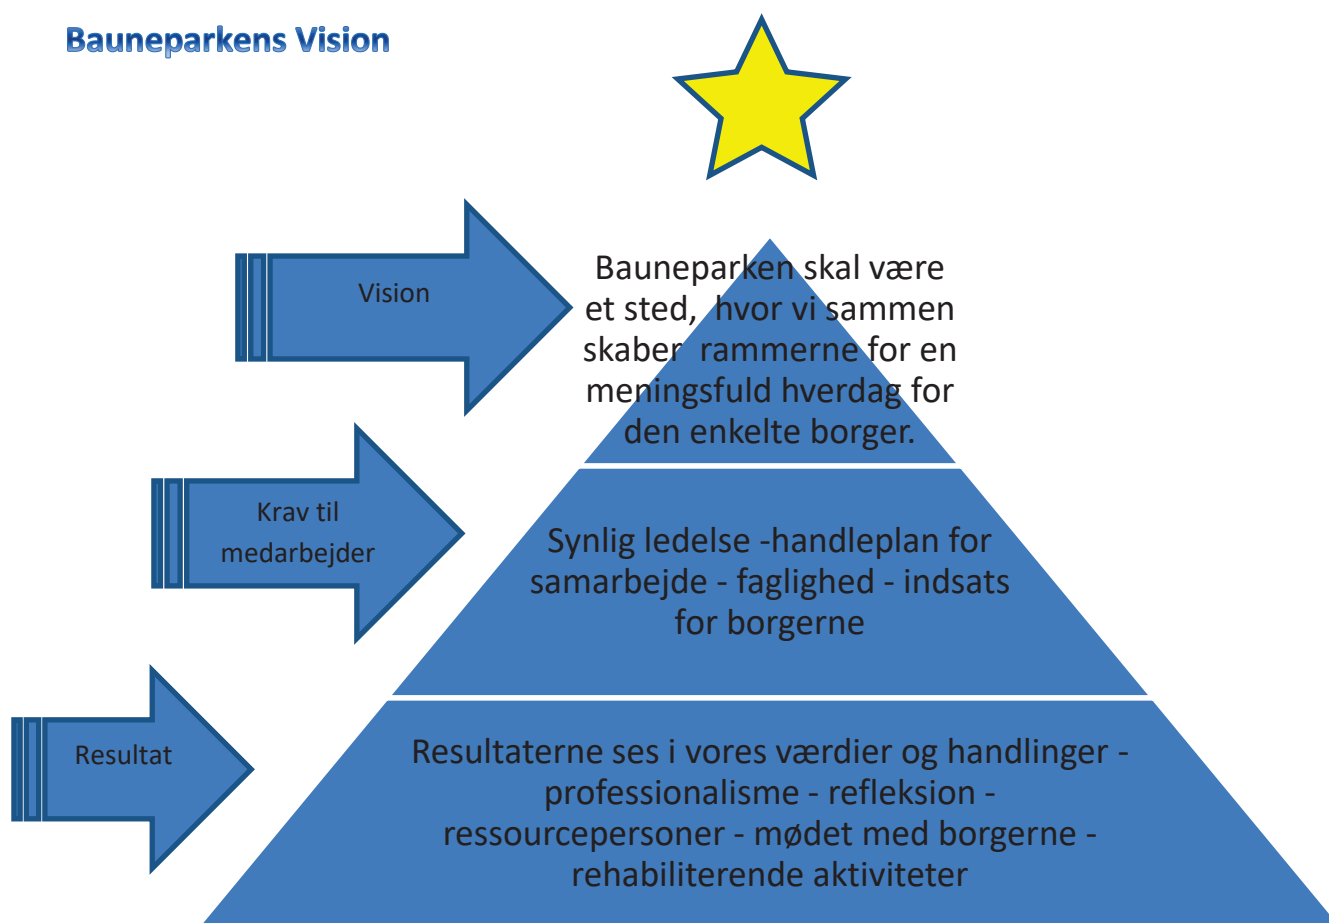 Bauneparkens Vision
Vision
Bauneparken skal være
et sted, hvor vi sammen
skaber rammerne for en
meningsfuld hverdag for
den enkelte borger.
Krav til
medarbejder
Synlig ledelse -handleplan for
samarbejde - faglighed - indsats
for borgerne
Resultat
Resultaterne ses i vores værdier og handlinger -
professionalisme - refleksion -
ressourcepersoner - mødet med borgerne -
rehabiliterende aktiviteter